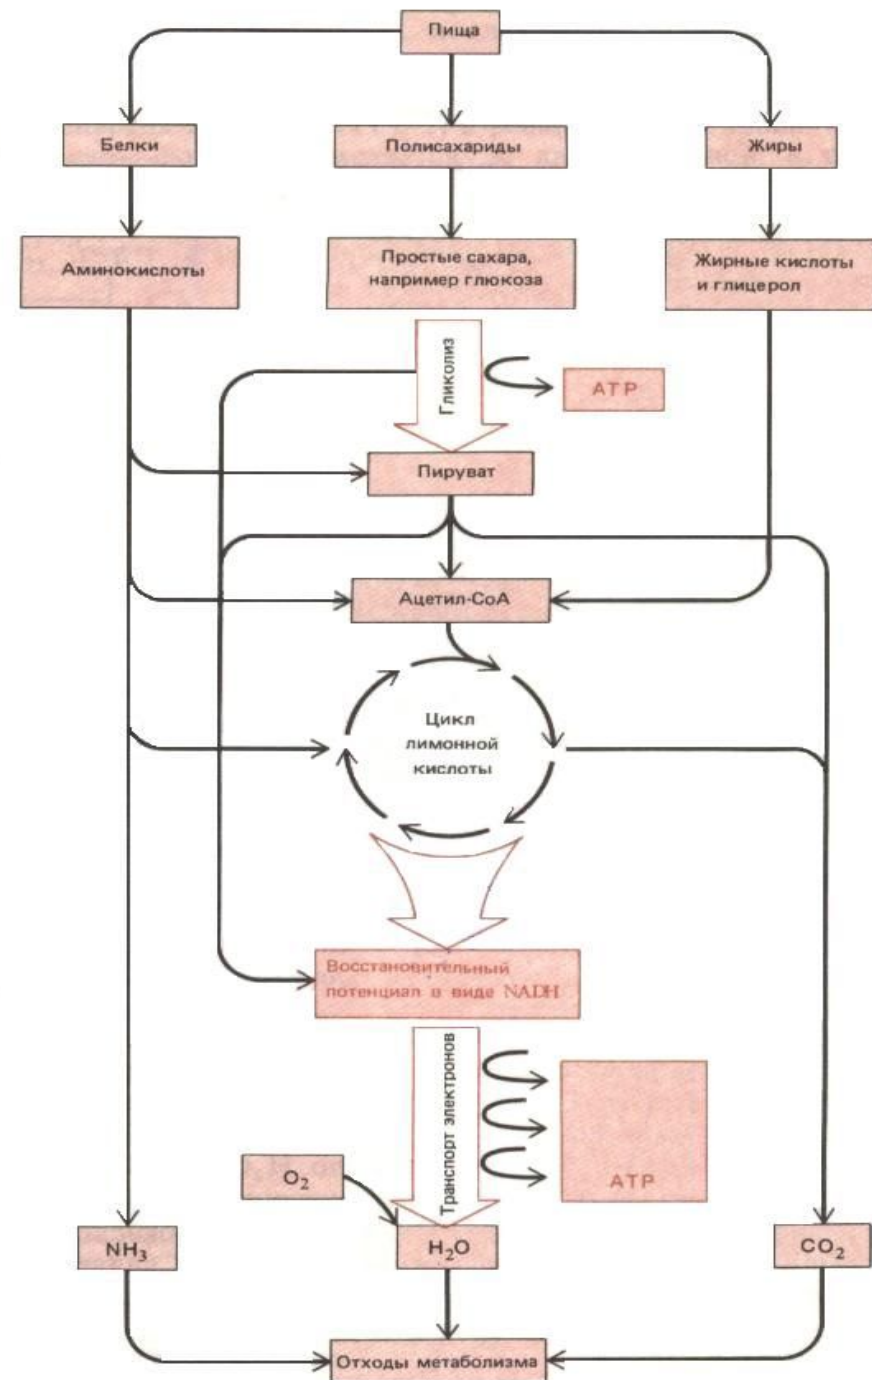 Пища
Белки
Полисахариды
Жиры
Аминокислоты
Простые сахара,
например глюкоза
Жирные кислоты
и глицерол
Гликолиз
ATP
Пируват
Ацетил-СоА
Цикл
лимонной
кислоты
Восстановительный
потенциал в виде NADH
Транспорт электронов
ATP
O₂
NH₃
H₂O
CO₂
Отходы метаболизма